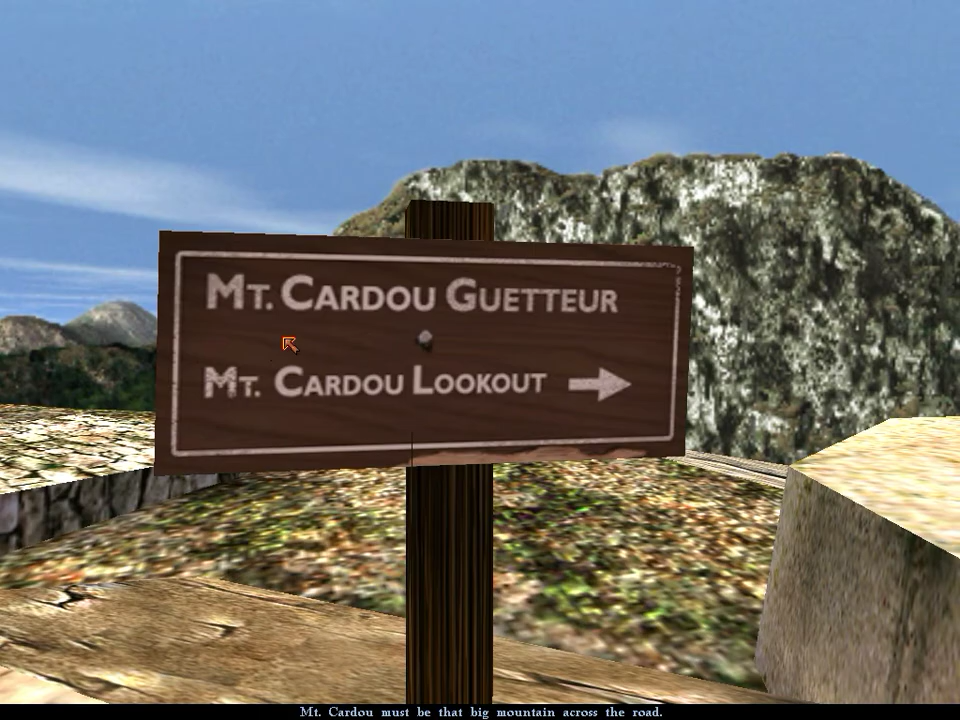 Mt. Cardou Guetteur
Mt. Cardou Lookout
Mt. Cardou must be that big mountain across the road.